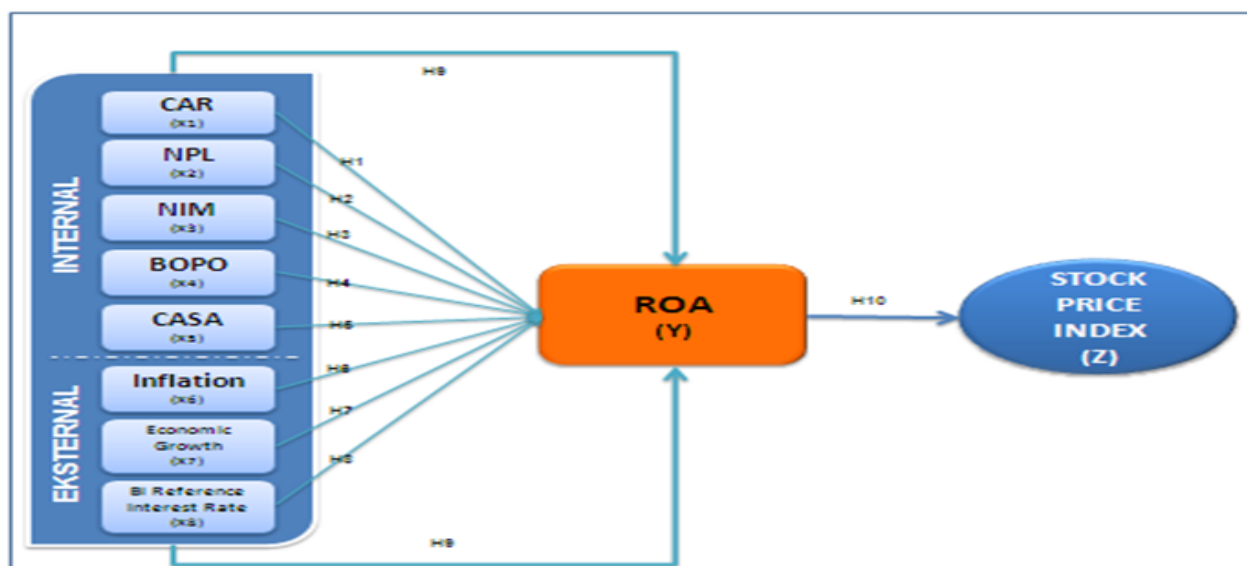 H9
INTERNAL
CAR
(X1)
NPL
(X2)
NIM
(X3)
BOPO
(X4)
CASA
(X5)
EKSTERNAL
Inflation
(X6)
Economic
Growth
(X7)
BI Reference
Interest Rate
(X8)
H1
H2
H3
H4
H5
H6
H7
H8
ROA
(Y)
H10
STOCK
PRICE
INDEX
(Z)
H9